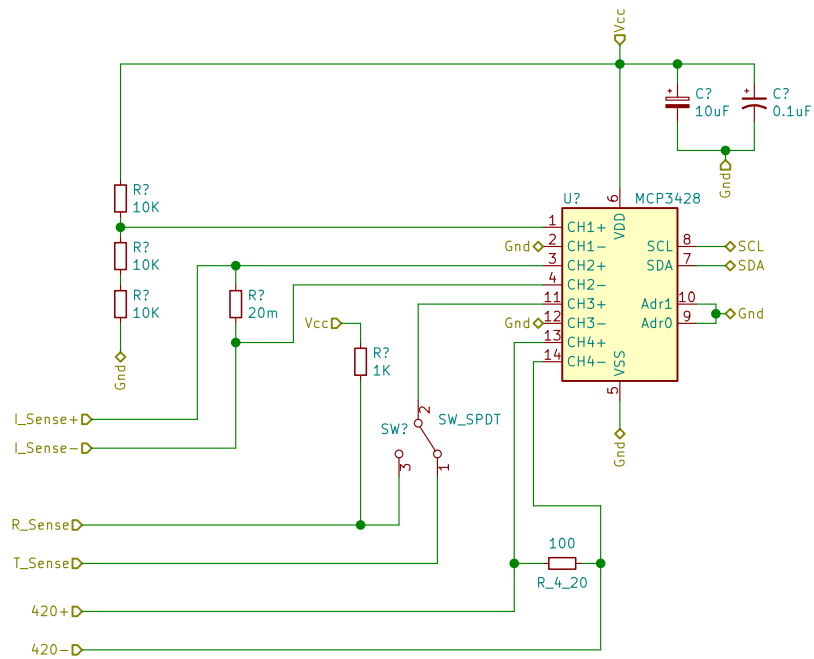 Vcc
C?
10uF
C?
0.1uF
Gnd
R?
10K
R?
10K
R?
10K
Gnd
U?
MCP3428
6
VDD
1
CH1+
Gnd
2
CH1-
3
CH2+
4
CH2-
11
CH3+
Gnd
12
CH3-
13
CH4+
14
CH4-
SCL
8
SCL
SDA
7
SDA
Adr1
10
Adr0
9
Gnd
VSS
5
Gnd
R?
20m
Vcc
R?
1K
I_Sense+
I_Sense-
2
SW?
SW_SPDT
3
1
R_Sense
T_Sense
100
R_4_20
420+
420-